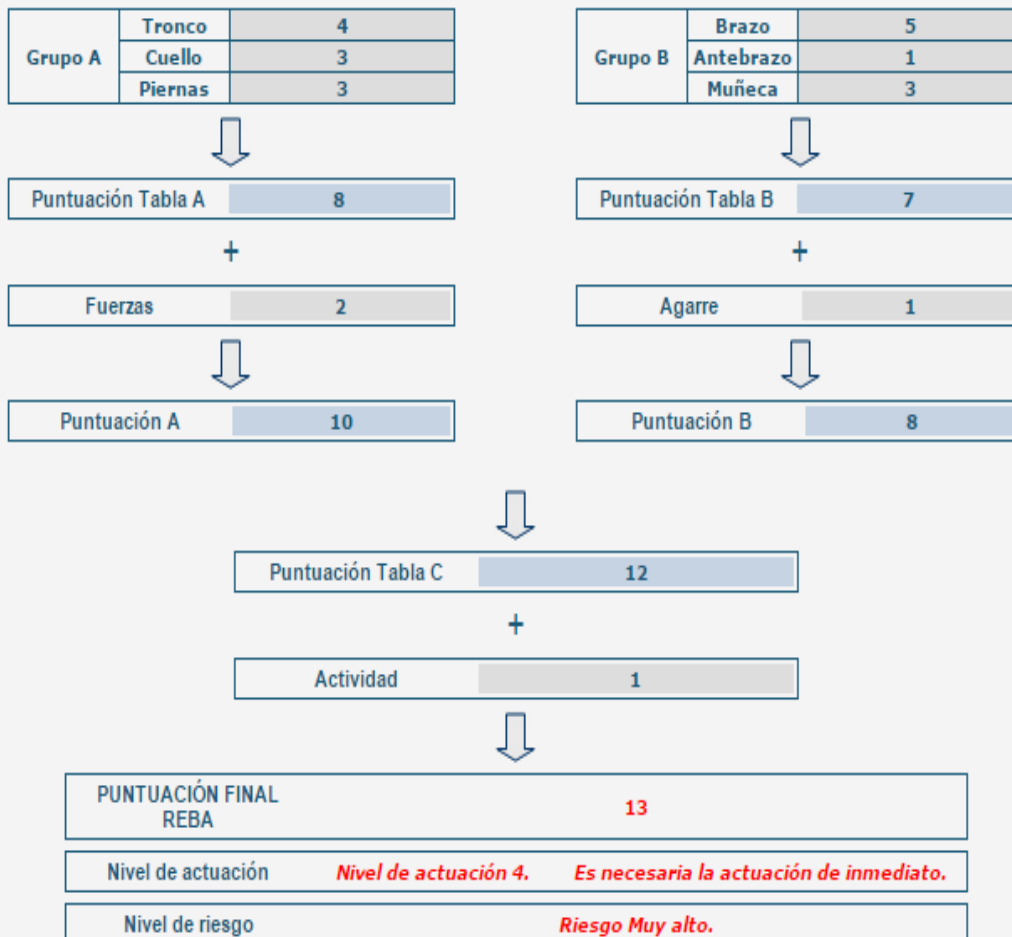 Grupo A
Tronco 4
Cuello 3
Piernas 3
Grupo B
Brazo 5
Antebrazo 1
Muñeca 3
Puntuación Tabla A 8
Puntuación Tabla B 7
+
+
Fuerzas 2
Agarre 1
Puntuación A 10
Puntuación B 8
Puntuación Tabla C 12
+
Actividad 1
PUNTUACIÓN FINAL
REBA
13
Nivel de actuación Nivel de actuación 4. Es necesaria la actuación de inmediato.
Nivel de riesgo Riesgo Muy alto.